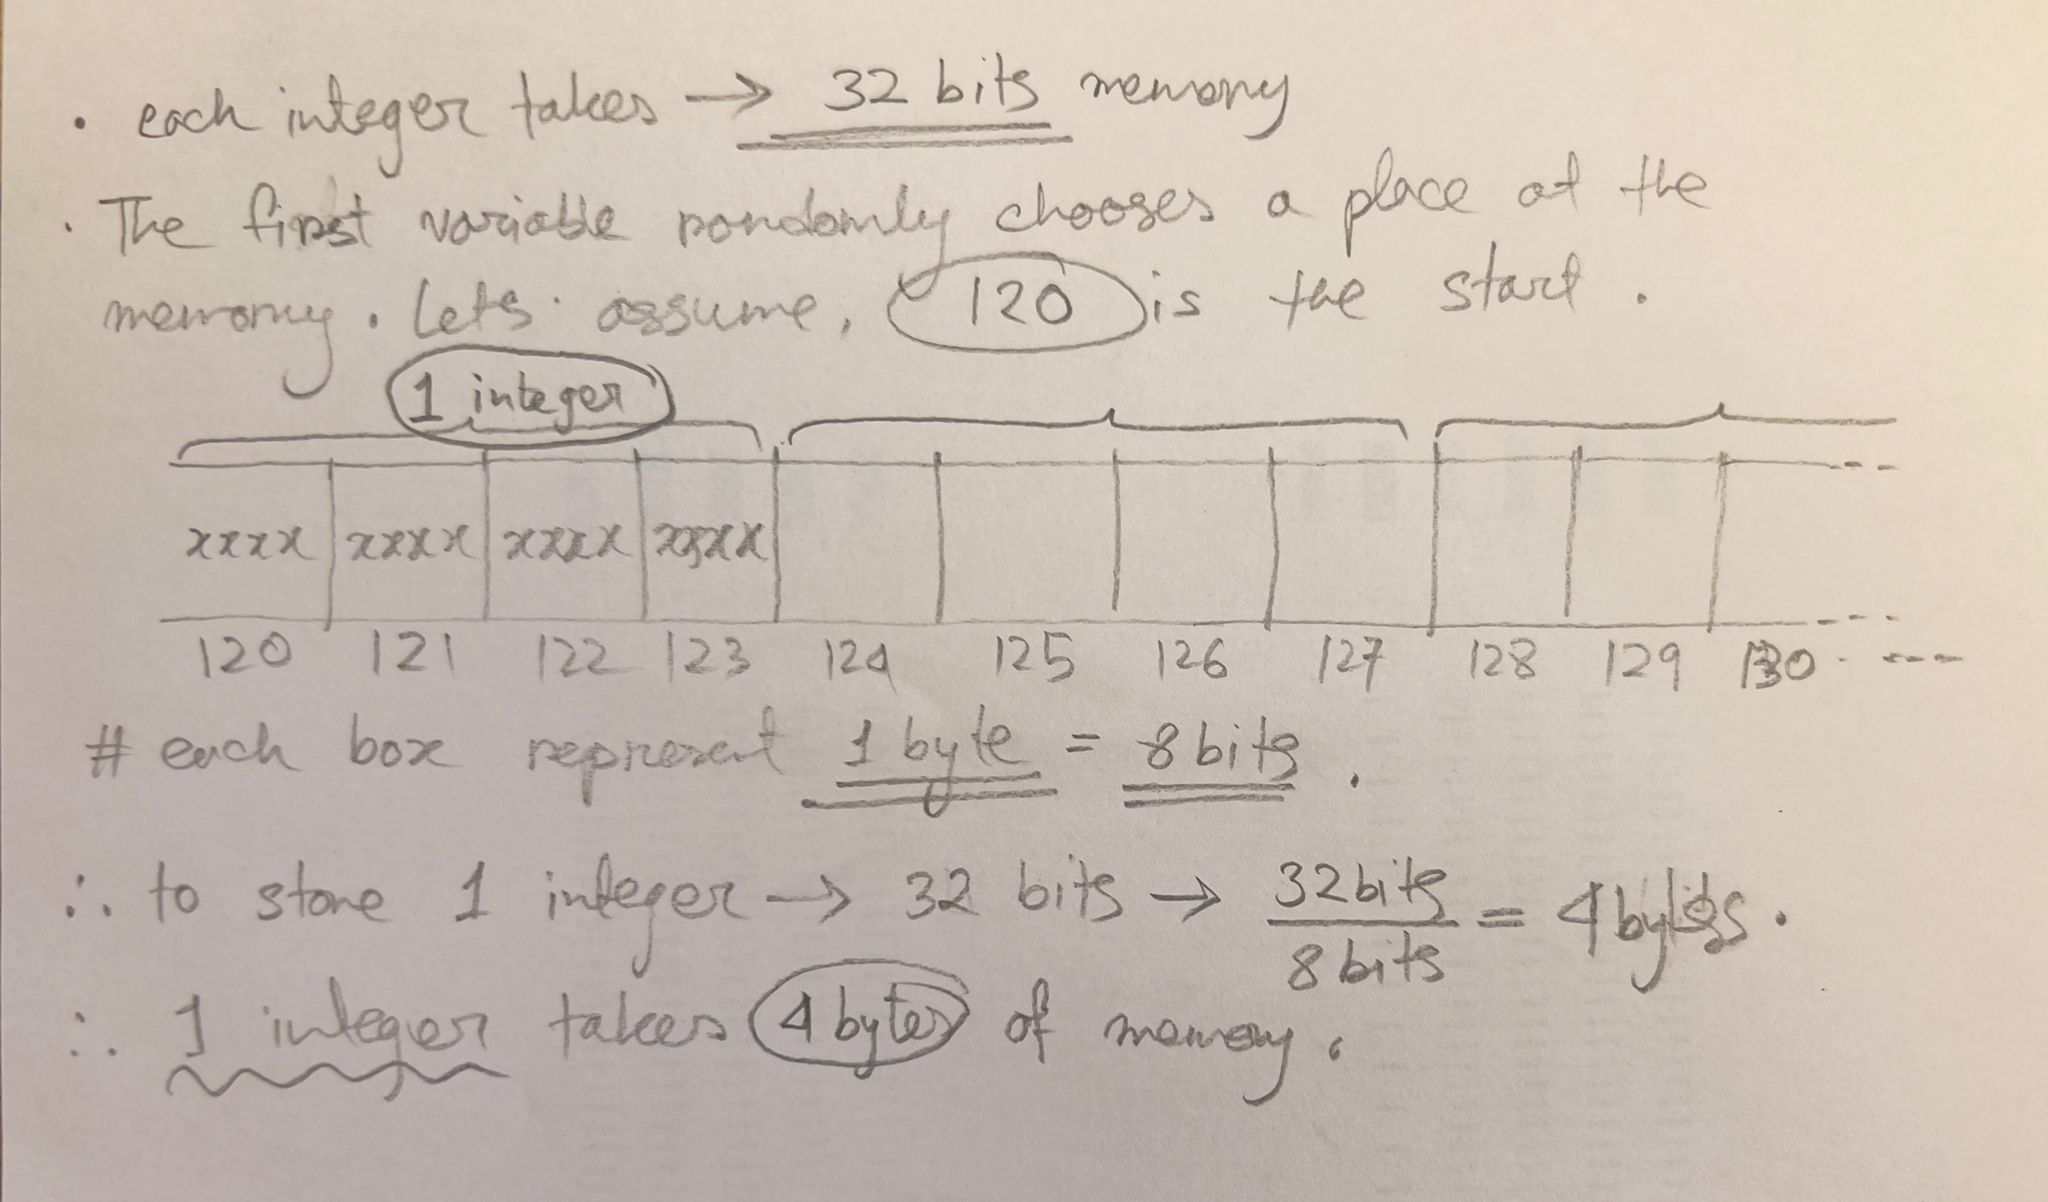 · each integer takes → 32 bits memory
· The first variable randomly chooses a place at the
memory. Lets assume, 120 is the start.
1 integer
xxxx xxxx xxxx xxxx
120 121 122 123 124 125 126 127 128 129 130 - ---
# each box represent 1 byte = 8 bits.
∴ to store 1 integer → 32 bits → 32 bits / 8 bits = 4 bytes.
∴ 1 integer takes 4 bytes of memory.